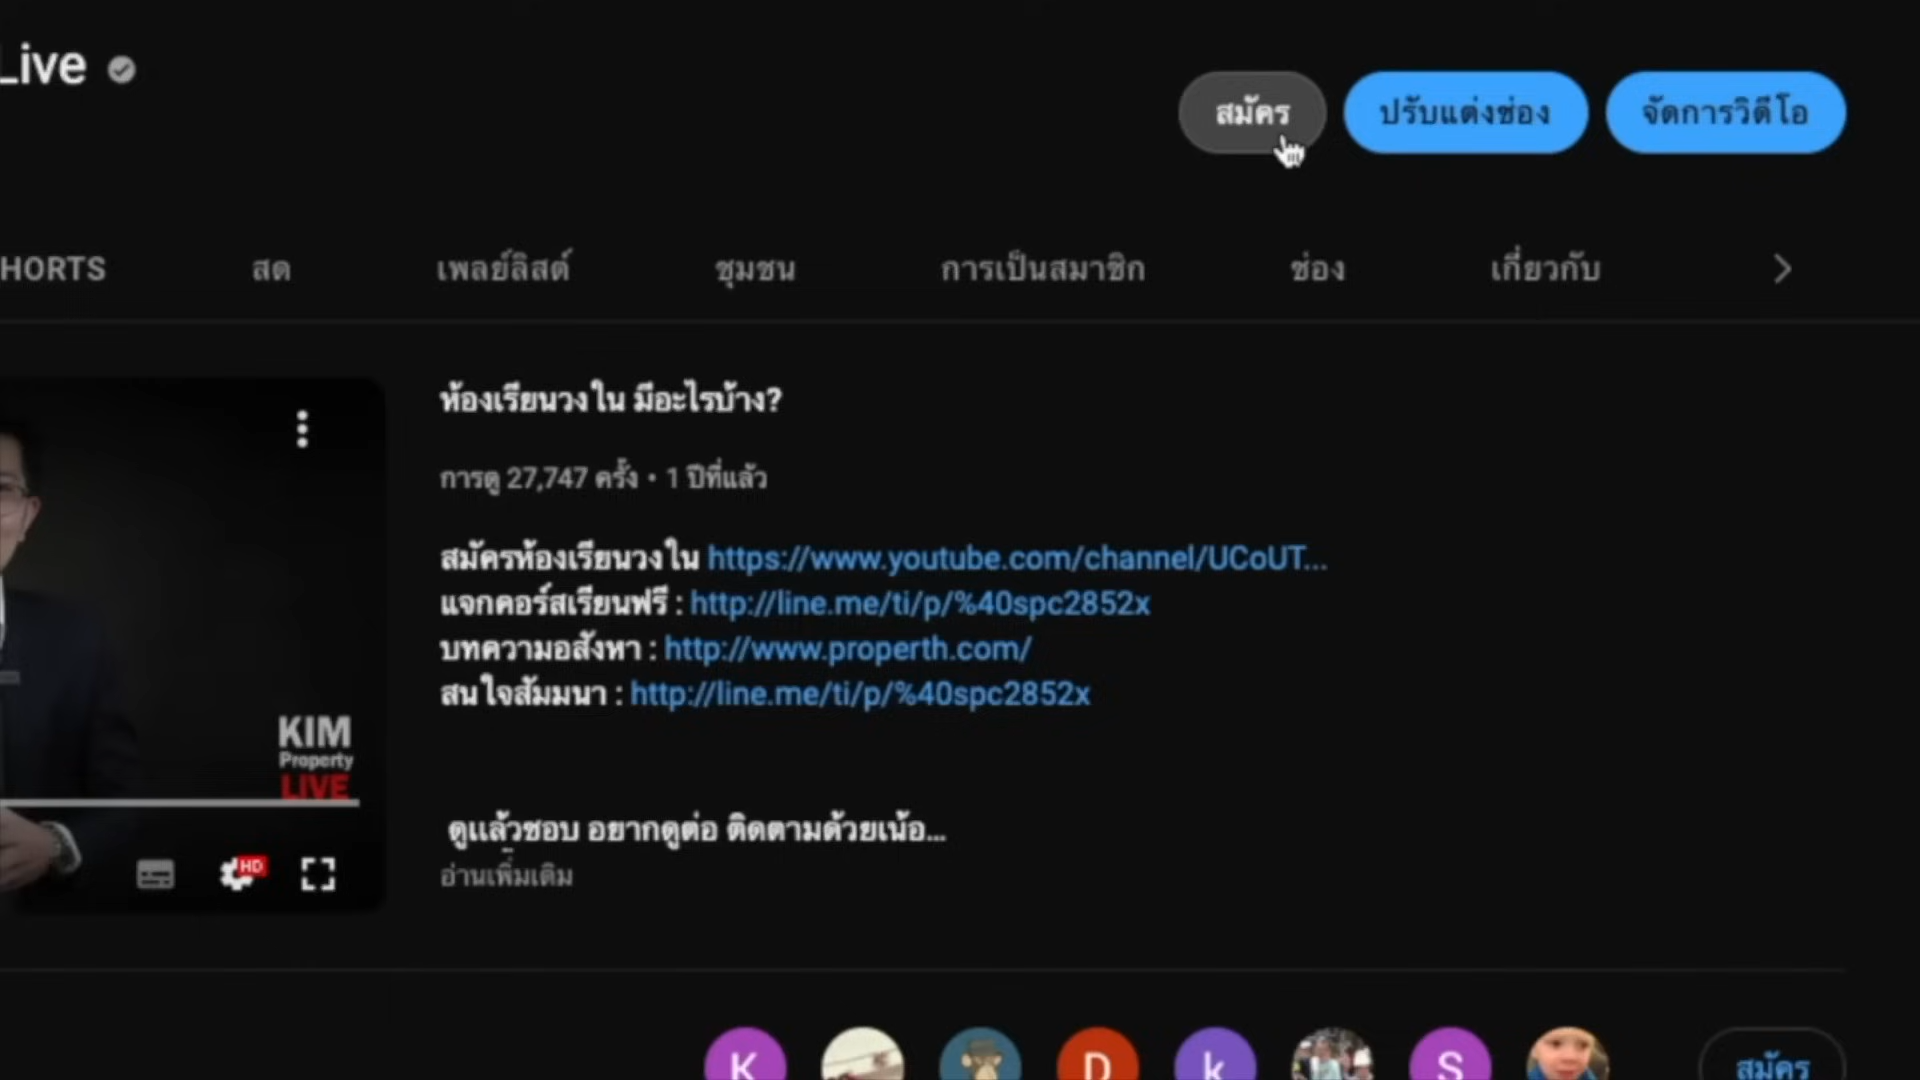 Live
สมัคร
ปรับแต่งช่อง
จัดการวิดีโอ
HORTS
สด
เพลย์ลิสต์
ชุมชน
การเป็นสมาชิก
ช่อง
เกี่ยวกับ
ห้องเรียนวงใน มีอะไรบ้าง?
การดู 27,747 ครั้ง • 1 ปีที่แล้ว
สมัครห้องเรียนวงใน https://www.youtube.com/channel/UCoUT...
แจกคอร์สเรียนฟรี : http://line.me/ti/p/%40spc2852x
บทความอสังหา : http://www.properth.com/
สนใจสัมมนา : http://line.me/ti/p/%40spc2852x
KIM
Property
LIVE
ดูแล้วชอบ อยากดูต่อ ติดตามด้วยเน้อ...
อ่านเพิ่มเติม
HD
K
D
k
S
สมัคร